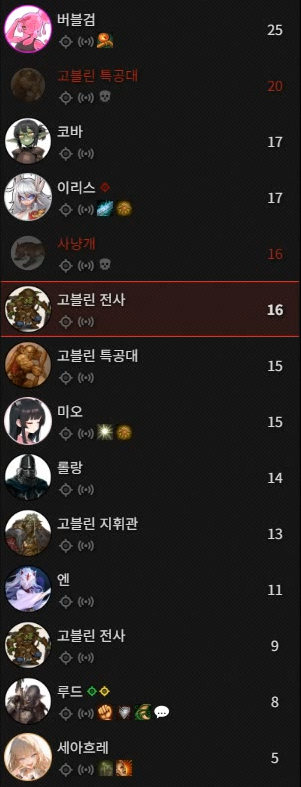 버블검 25
고블린 특공대 20
코바 17
이리스 17
사냥개 16
고블린 전사 16
고블린 특공대 15
미오 15
롤랑 14
고블린 지휘관 13
엔 11
고블린 전사 9
루드 8
세아흐레 5